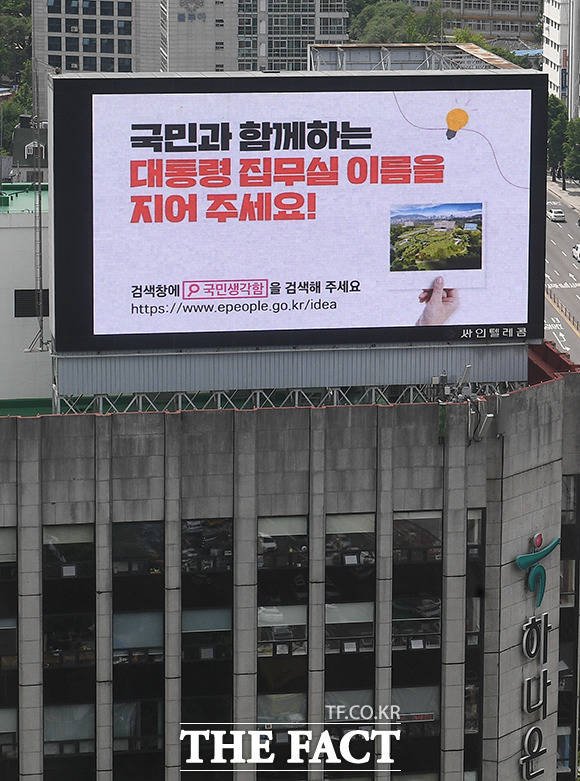 국민과 함께하는
대통령 집무실 이름을
지어 주세요!
검색창에 국민생각함 을 검색해 주세요
https://www.epeople.go.kr/idea
싸인텔레콤
하나은
TF.CO.KR
THE FACT